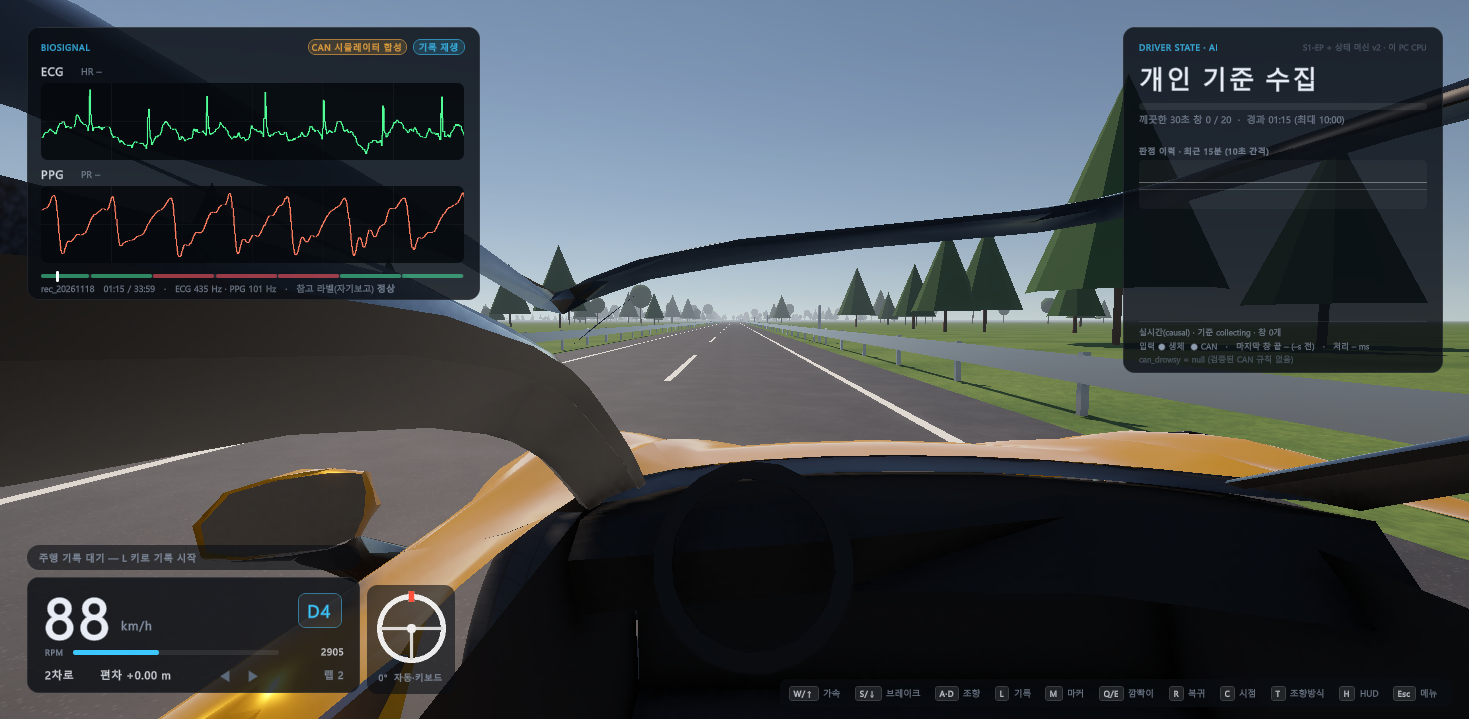 BIOSIGNAL
CAN 시뮬레이터 합성
기록 재생
ECG HR –
PPG PR –
rec_20261118 01:15 / 33:59 · ECG 435 Hz · PPG 101 Hz · 참고 라벨(자기보고) 정상
DRIVER STATE · AI
S1-EP = 상태 머신 v2 · 이 PC CPU
개인 기준 수집
깨끗한 30초 창 0 / 20 · 경과 01:15 (최대 10:00)
판정 이력 · 최근 15분 (10초 간격)
실시간(causal) · 기준 collecting · 창 0개
입력 ● 생체 ● CAN · 마지막 창 끝 – (–s 전) · 처리 – ms
can_drowsy = null (검증된 CAN 규칙 없음)
주행 기록 대기 — L 키로 기록 시작
88 km/h
D4
RPM 2905
2차로 편차 +0.00 m ◀ ▶ 랩 2
0° 자동·키보드
W/↑ 가속 S/↓ 브레이크 A·D 조향 L 기록 M 마커 Q/E 깜빡이 R 복귀 C 시점 T 조향방식 H HUD Esc 메뉴